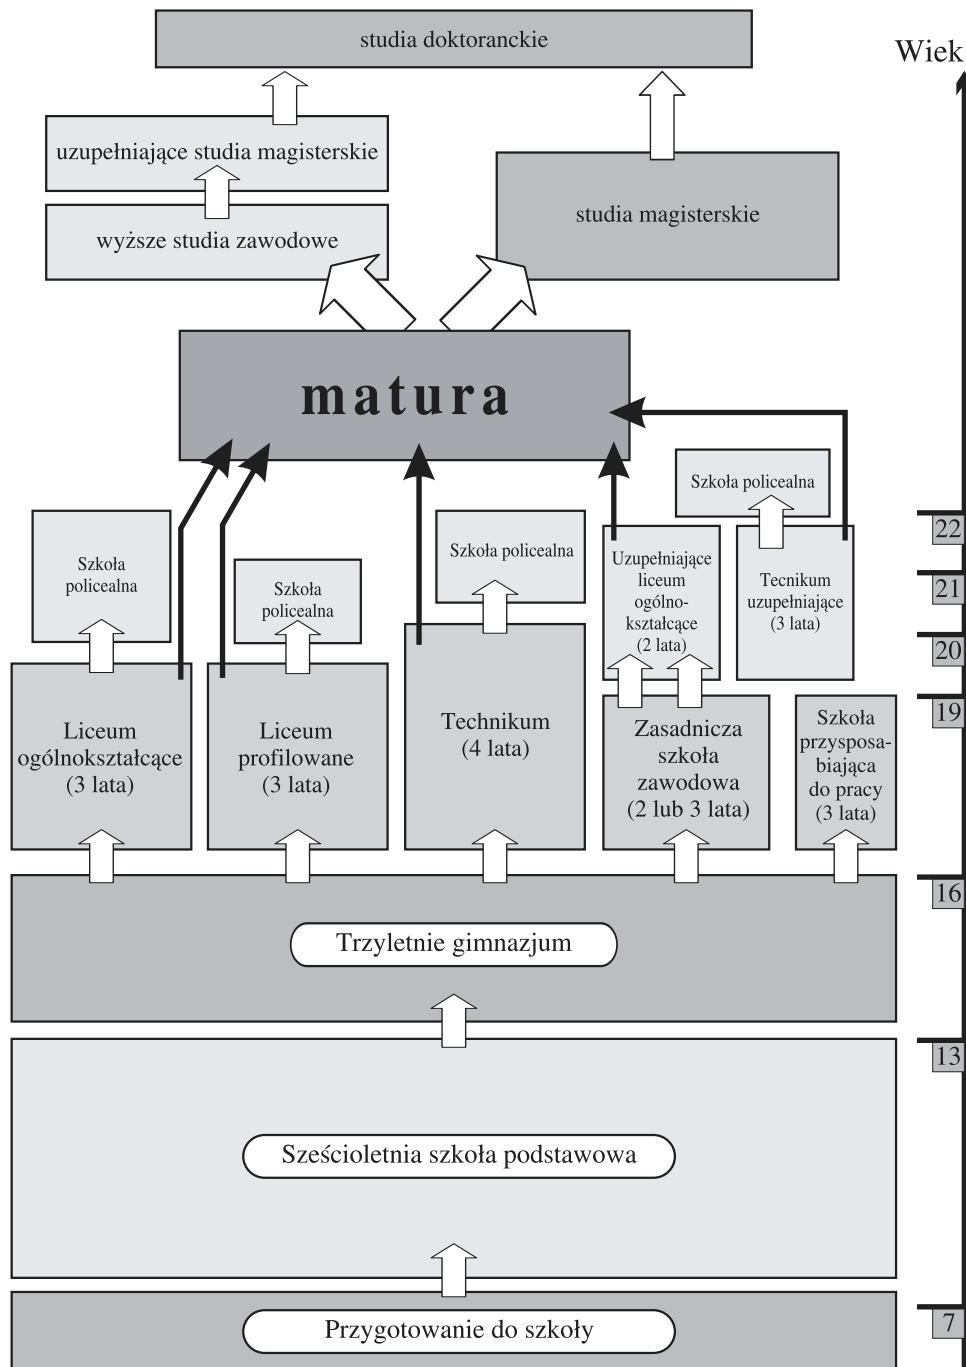 studia doktoranckie
Wiek
uzupełniające studia magisterskie
studia magisterskie
wyższe studia zawodowe
matura
Szkoła policealna
22
Szkoła
policealna
Szkoła
policealna
Szkoła policealna
Uzupełniające
liceum
ogólno-
kształcące
(2 lata)
Tecnikum
uzupełniające
(3 lata)
21
20
19
Liceum
ogólnokształcące
(3 lata)
Liceum
profilowane
(3 lata)
Technikum
(4 lata)
Zasadnicza
szkoła
zawodowa
(2 lub 3 lata)
Szkoła
przysposa-
biająca
do pracy
(3 lata)
16
Trzyletnie gimnazjum
13
Sześcioletnia szkoła podstawowa
7
Przygotowanie do szkoły